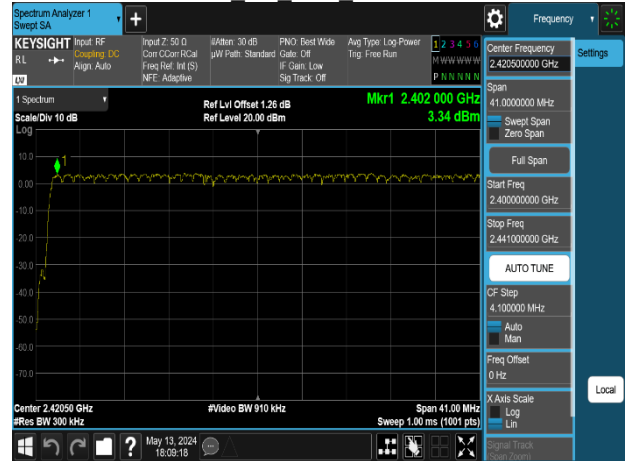 Spectrum Analyzer 1
Swept SA
+
Frequency
KEYSIGHT
RL
Input: RF
Coupling: DC
Align: Auto
Input Z: 50 Ω
Corr CCorr RCal
Freq Ref: Int (S)
NFE: Adaptive
#Atten: 30 dB
µW Path: Standard
PNO: Best Wide
Gate: Off
IF Gain: Low
Sig Track: Off
Avg Type: Log-Power
Trig: Free Run
1 2 3 4 5 6
M W W W W W
P N N N N N
1 Spectrum
Scale/Div 10 dB
Log
Ref Lvl Offset 1.26 dB
Ref Level 20.00 dBm
Mkr1 2.402 000 GHz
3.34 dBm
1
10.0
0.00
-10.0
-20.0
-30.0
-40.0
-50.0
-60.0
-70.0
Center 2.42050 GHz
#Res BW 300 kHz
#Video BW 910 kHz
Span 41.00 MHz
Sweep 1.00 ms (1001 pts)
Center Frequency
2.420500000 GHz
Span
41.0000000 MHz
Swept Span
Zero Span
Full Span
Start Freq
2.400000000 GHz
Stop Freq
2.441000000 GHz
AUTO TUNE
CF Step
4.100000 MHz
Auto
Man
Freq Offset
0 Hz
X Axis Scale
Log
Lin
Signal Track
(Span Zoom)
Settings
Local
?
May 13, 2024
18:09:18